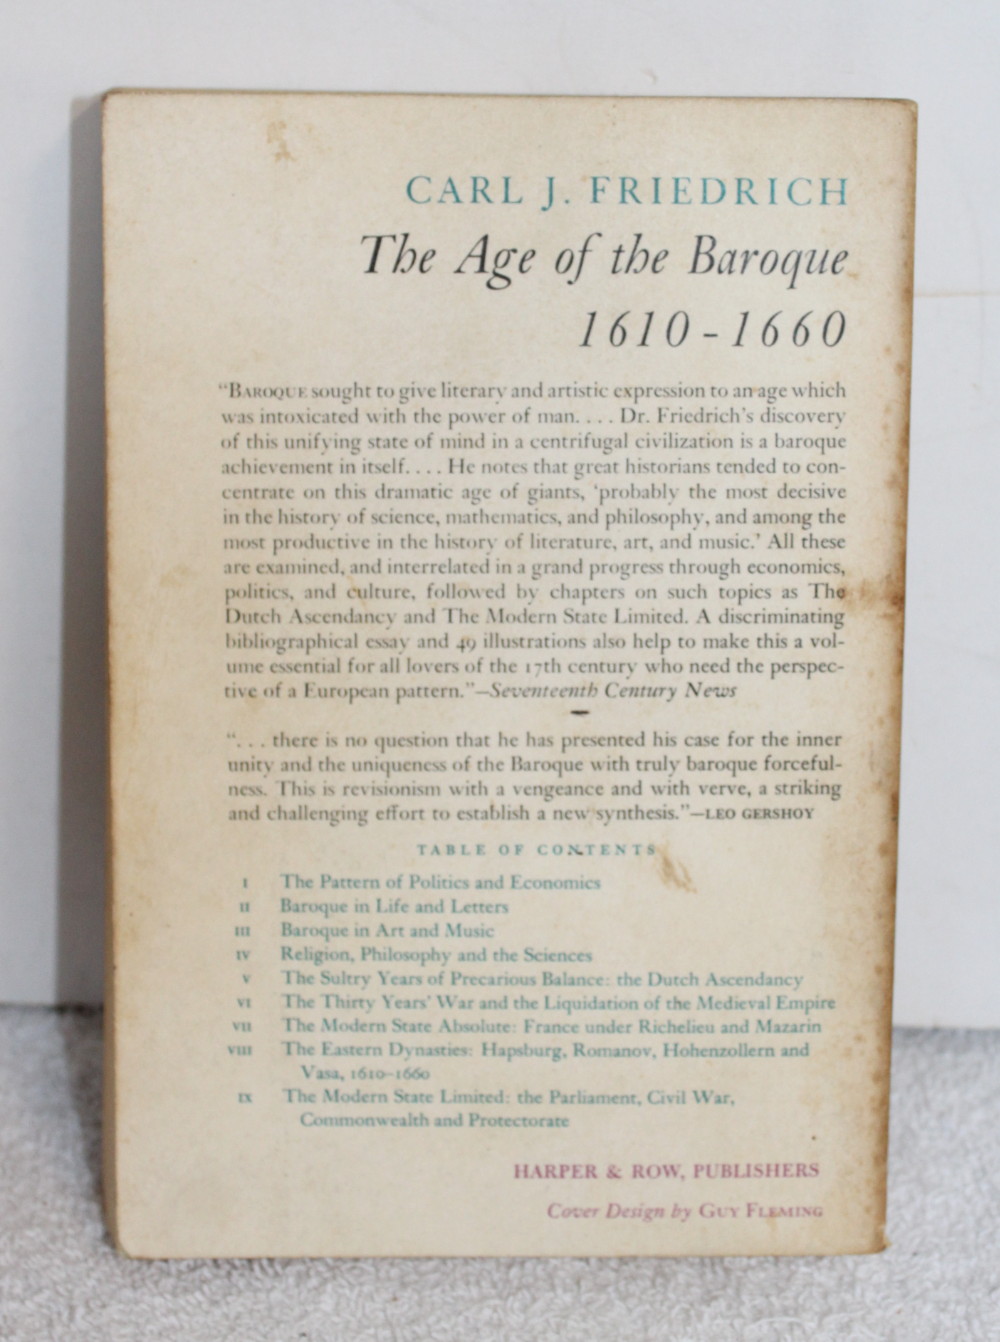 CARL J. FRIEDRICH
The Age of the Baroque
1610-1660
“BAROQUE sought to give literary and artistic expression to an age which
was intoxicated with the power of man. . . . Dr. Friedrich’s discovery
of this unifying state of mind in a centrifugal civilization is a baroque
achievement in itself. . . . He notes that great historians tended to con-
centrate on this dramatic age of giants, ‘probably the most decisive
in the history of science, mathematics, and philosophy, and among the
most productive in the history of literature, art, and music.’ All these
are examined, and interrelated in a grand progress through economics,
politics, and culture, followed by chapters on such topics as The
Dutch Ascendancy and The Modern State Limited. A discriminating
bibliographical essay and 49 illustrations also help to make this a vol-
ume essential for all lovers of the 17th century who need the perspec-
tive of a European pattern.”—Seventeenth Century News
“. . . there is no question that he has presented his case for the inner
unity and the uniqueness of the Baroque with truly baroque forceful-
ness. This is revisionism with a vengeance and with verve, a striking
and challenging effort to establish a new synthesis.”—LEO GERSHOY
TABLE OF CONTENTS
I The Pattern of Politics and Economics
II Baroque in Life and Letters
III Baroque in Art and Music
IV Religion, Philosophy and the Sciences
V The Sultry Years of Precarious Balance: the Dutch Ascendancy
VI The Thirty Years’ War and the Liquidation of the Medieval Empire
VII The Modern State Absolute: France under Richelieu and Mazarin
VIII The Eastern Dynasties: Hapsburg, Romanov, Hohenzollern and
Vasa, 1610-1660
IX The Modern State Limited: the Parliament, Civil War,
Commonwealth and Protectorate
HARPER & ROW, PUBLISHERS
Cover Design by GUY FLEMING